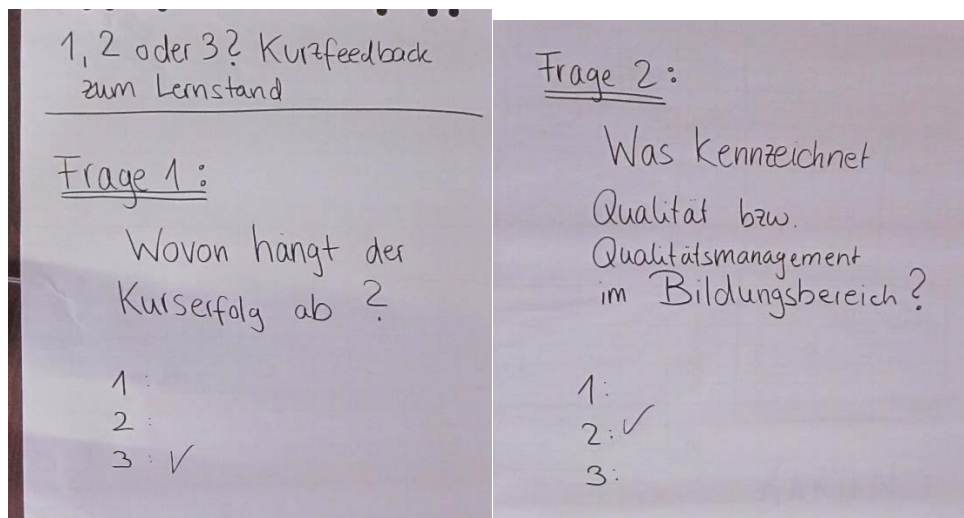 1, 2 oder 3? Kurzfeedback
zum Lernstand
Frage 1:
Wovon hängt der
Kurserfolg ab?
1:
2:
3: ✓
Frage 2:
Was kennzeichnet
Qualität bzw.
Qualitätsmanagement
im Bildungsbereich?
1:
2: ✓
3: